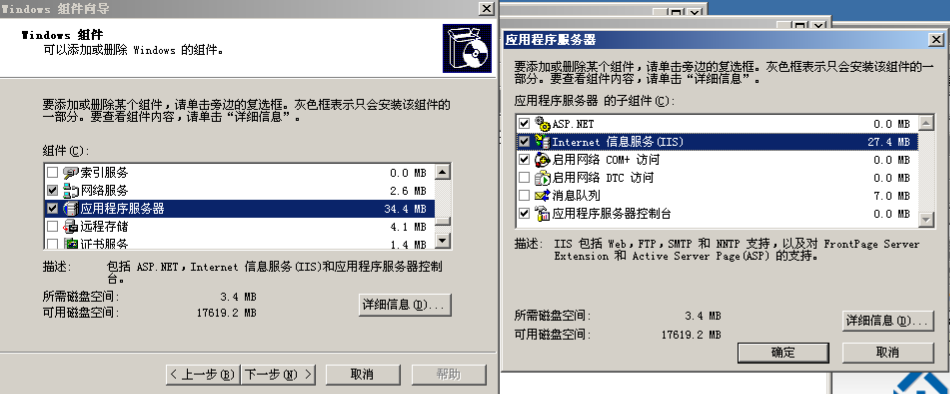 Windows 组件向导
Windows 组件
可以添加或删除 Windows 的组件。
要添加或删除某个组件，请单击旁边的复选框。灰色框表示只会安装该组件的
一部分。要查看组件内容，请单击“详细信息”。
组件(C):
索引服务 0.0 MB
网络服务 2.6 MB
应用程序服务器 34.4 MB
远程存储 4.1 MB
证书服务 1.4 MB
描述: 包括 ASP.NET，Internet 信息服务(IIS)和应用程序服务器控制
台。
所需磁盘空间: 3.4 MB
可用磁盘空间: 17619.2 MB
详细信息(D)...
< 上一步(B)
下一步(N) >
取消
帮助
应用程序服务器
要添加或删除某个组件，请单击旁边的复选框。灰色框表示只会安装该组件的一
部分。要查看组件内容，请单击“详细信息”。
应用程序服务器 的子组件(C):
ASP.NET 0.0 MB
Internet 信息服务(IIS) 27.4 MB
启用网络 COM+ 访问 0.0 MB
启用网络 DTC 访问 0.0 MB
消息队列 7.0 MB
应用程序服务器控制台 0.0 MB
描述: IIS 包括 Web，FTP，SMTP 和 NNTP 支持，以及对 FrontPage Server
Extension 和 Active Server Page(ASP) 的支持。
所需磁盘空间: 3.4 MB
可用磁盘空间: 17619.2 MB
详细信息(D)...
确定
取消